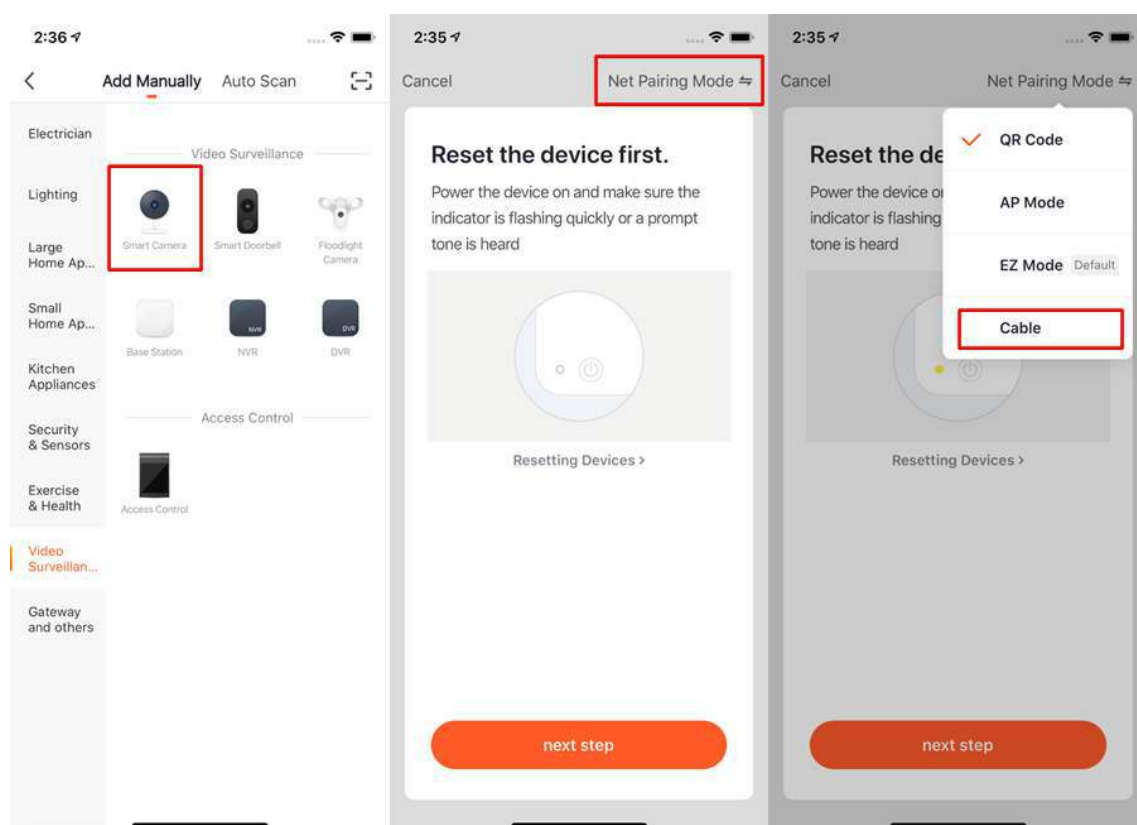 2:36
Add Manually Auto Scan
Electrician
Lighting
Large
Home Ap...
Small
Home Ap...
Kitchen
Appliances
Security
& Sensors
Exercise
& Health
Video
Surveillan...
Gateway
and others
Video Surveillance
Smart Camera Smart Doorbell Floodlight
Camera
Base Station NVR DVR
NVR DVR
Access Control
Access Control
2:35
Cancel Net Pairing Mode
Reset the device first.
Power the device on and make sure the
indicator is flashing quickly or a prompt
tone is heard
Resetting Devices >
next step
2:35
Cancel Net Pairing Mode
Reset the de
Power the device or
indicator is flashing
tone is heard
QR Code
AP Mode
EZ Mode Default
Cable
Resetting Devices >
next step